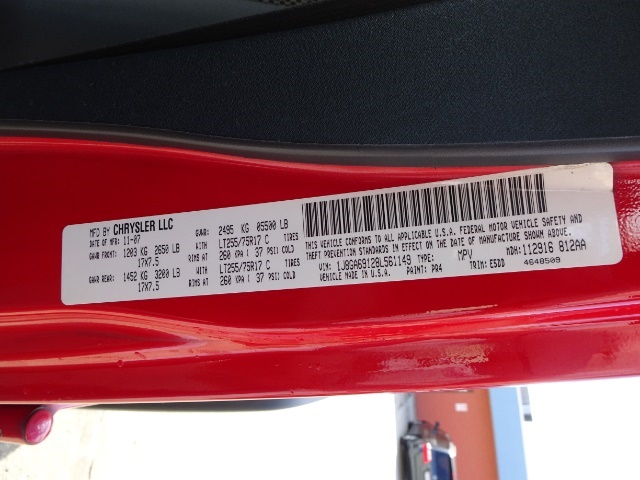 MFD BY CHRYSLER LLC
DATE OF MFR: 11-07 GVWR: 2495 KG 05500 LB
GAWR FRONT: 1203 KG 2650 LB WITH LT255/75R17 C TIRES
17X7.5 RIMS AT 260 KPA ( 37 PSI) COLD
GAWR REAR: 1452 KG 3200 LB WITH LT255/75R17 C TIRES
17X7.5 RIMS AT 260 KPA ( 37 PSI) COLD
THIS VEHICLE CONFORMS TO ALL APPLICABLE U.S.A. FEDERAL MOTOR VEHICLE SAFETY AND
THEFT PREVENTION STANDARDS IN EFFECT ON THE DATE OF MANUFACTURE SHOWN ABOVE.
VIN: 1J8GA69128L561149 TYPE: MPV MDH: 112916 812AA
MADE IN U.S.A. PAINT: PR4 TRIM: E5DD 4648509